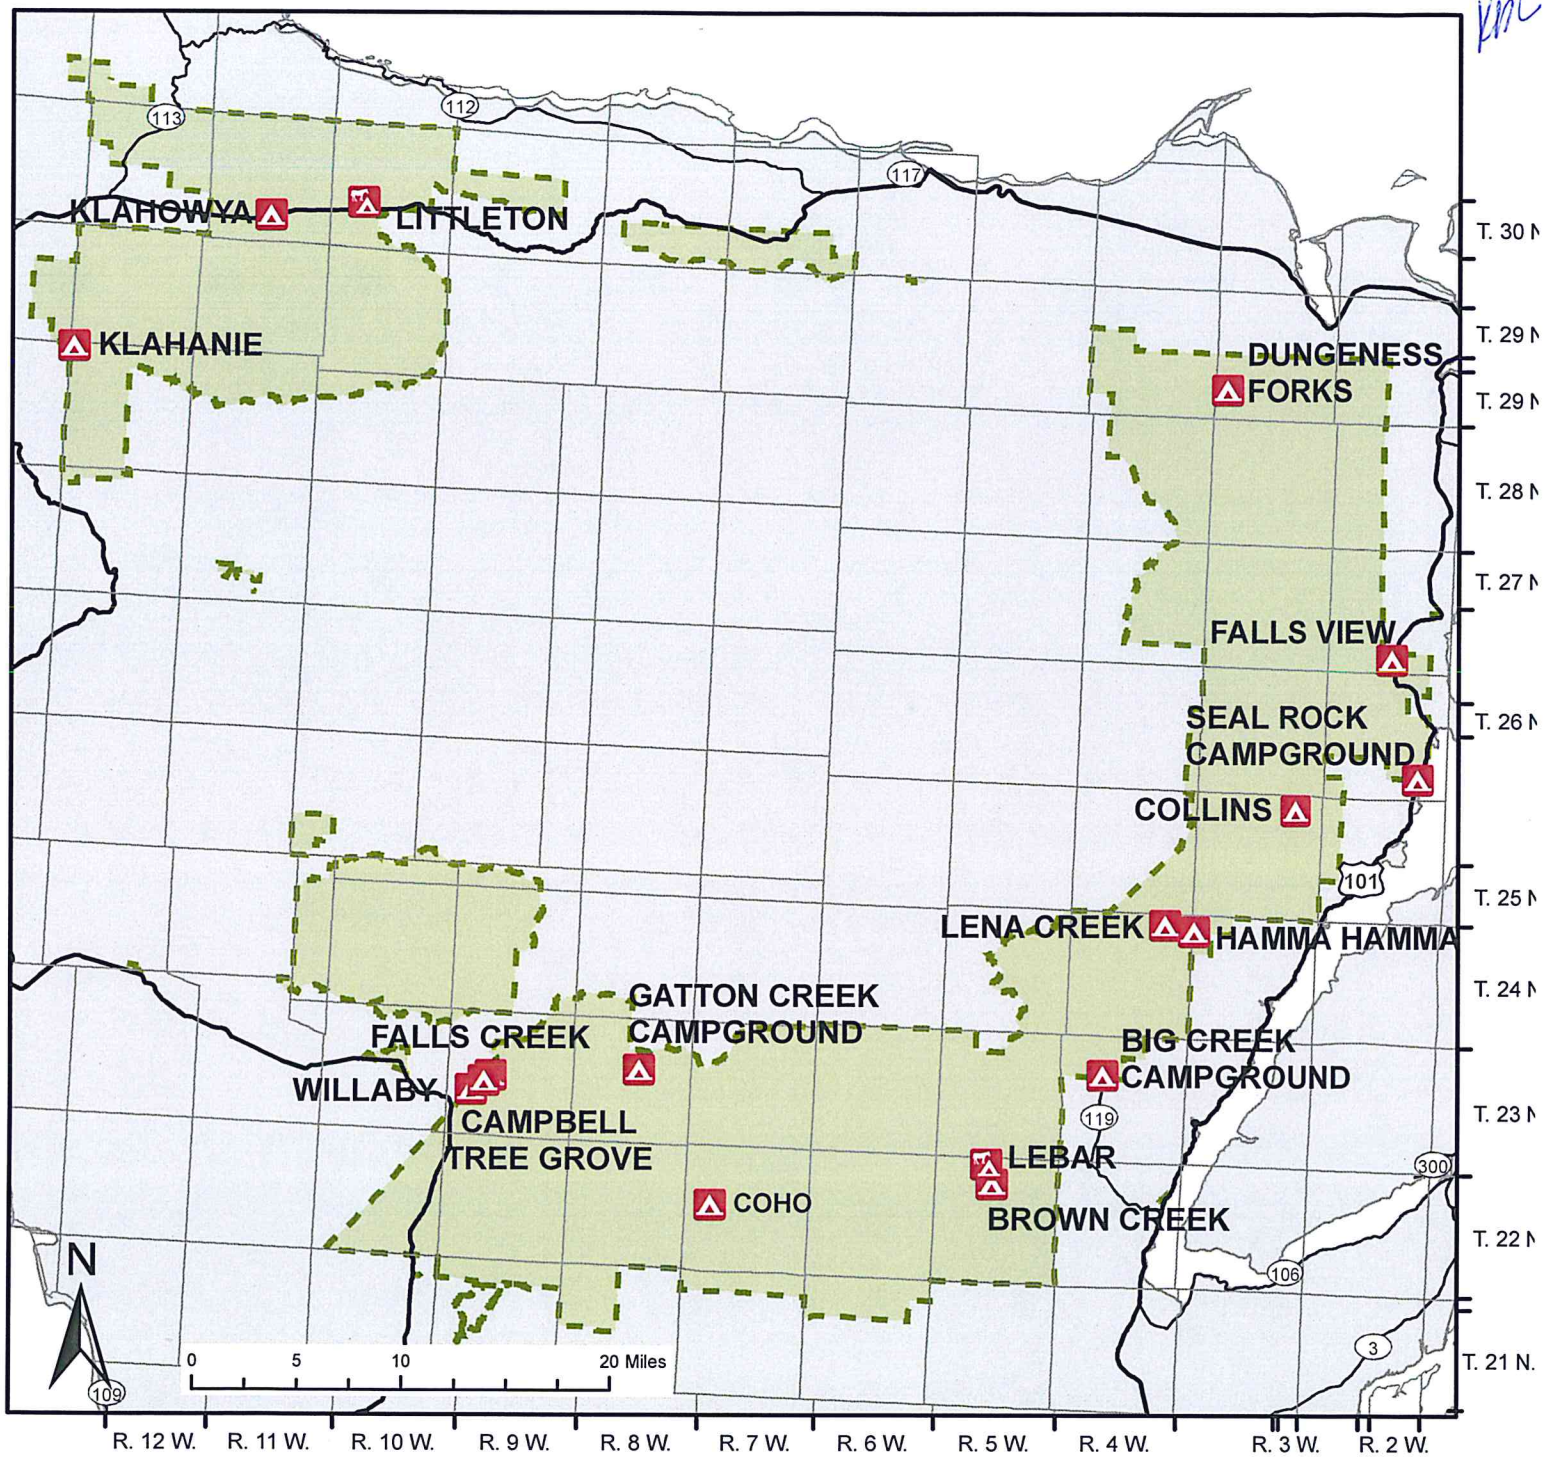 113
112
117
KLAHOWYA
LITTLETON
T. 30 N
KLAHANIE
T. 29 N
DUNGENESS
FORKS
T. 29 N
T. 28 N
T. 27 N
FALLS VIEW
SEAL ROCK
CAMPGROUND
T. 26 N
COLLINS
101
T. 25 N
LENA CREEK
HAMMA HAMMA
T. 24 N
GATTON CREEK
CAMPGROUND
FALLS CREEK
WILLABY
BIG CREEK
CAMPGROUND
119
T. 23 N
CAMPBELL
TREE GROVE
LEBAR
300
COHO
BROWN CREEK
T. 22 N
106
N
3
0 5 10 20 Miles
T. 21 N.
109
R. 12 W. R. 11 W. R. 10 W. R. 9 W. R. 8 W. R. 7 W. R. 6 W. R. 5 W. R. 4 W. R. 3 W. R. 2 W.